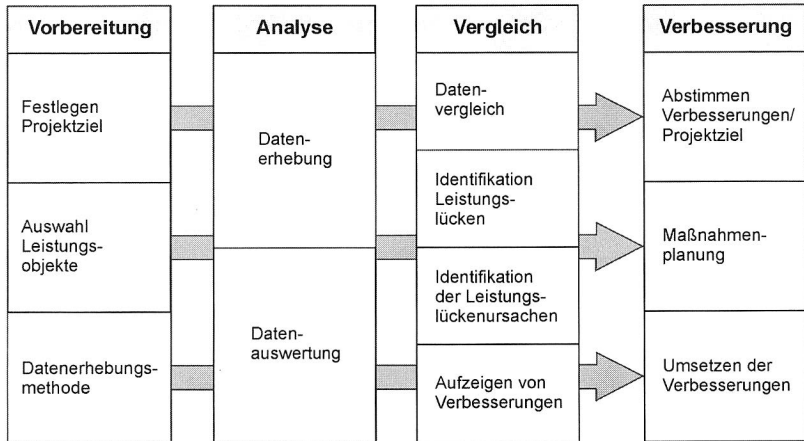 Vorbereitung
Festlegen
Projektziel
Auswahl
Leistungs-
objekte
Datenerhebungs-
methode
Analyse
Daten-
erhebung
Daten-
auswertung
Vergleich
Daten-
vergleich
Identifikation
Leistungs-
lücken
Identifikation
der Leistungs-
lückenursachen
Aufzeigen von
Verbesserungen
Verbesserung
Abstimmen
Verbesserungen/
Projektziel
Maßnahmen-
planung
Umsetzen der
Verbesserungen